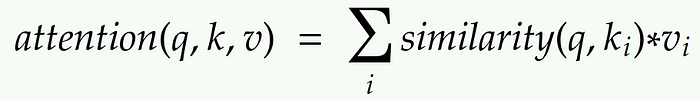 attention(q, k, v) = ∑ᵢ similarity(q, kᵢ)*vᵢ